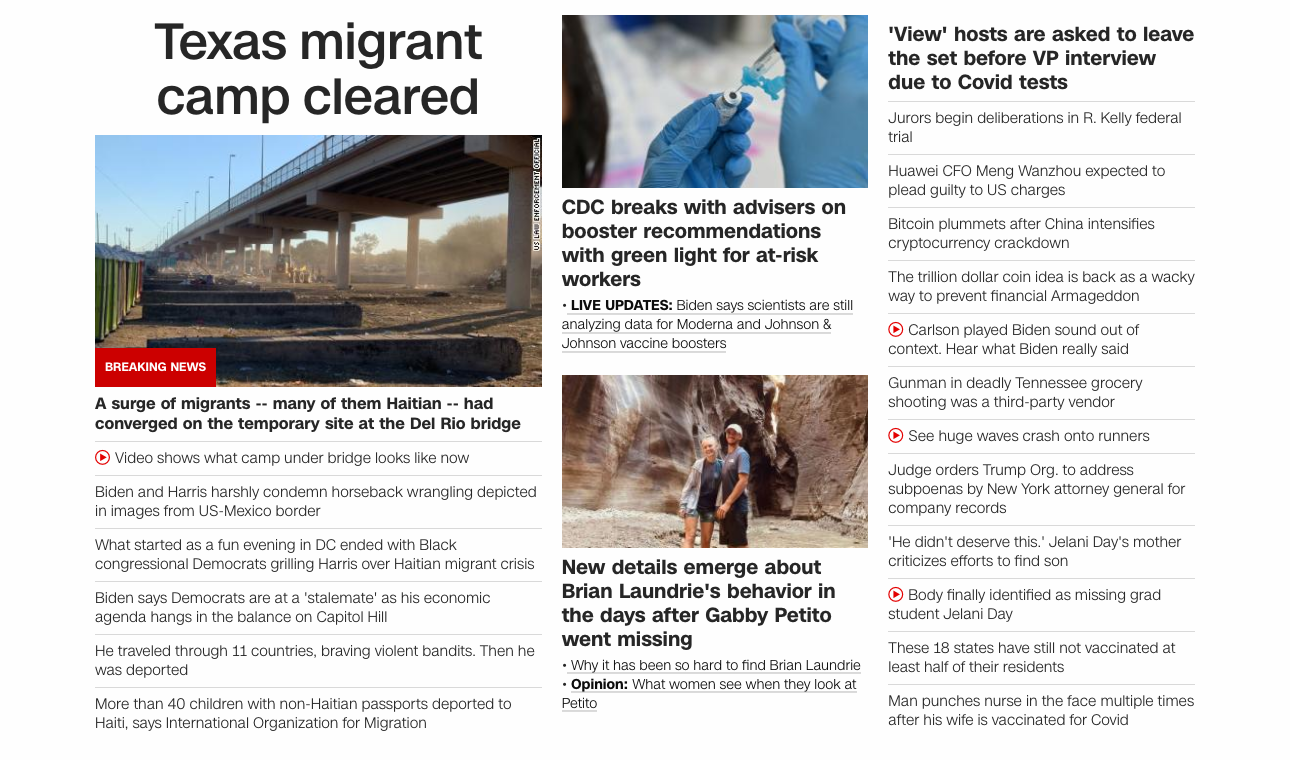 Texas migrant
camp cleared
US LAW ENFORCEMENT OFFICIAL
BREAKING NEWS
A surge of migrants -- many of them Haitian -- had
converged on the temporary site at the Del Rio bridge
Video shows what camp under bridge looks like now
Biden and Harris harshly condemn horseback wrangling depicted
in images from US-Mexico border
What started as a fun evening in DC ended with Black
congressional Democrats grilling Harris over Haitian migrant crisis
Biden says Democrats are at a 'stalemate' as his economic
agenda hangs in the balance on Capitol Hill
He traveled through 11 countries, braving violent bandits. Then he
was deported
More than 40 children with non-Haitian passports deported to
Haiti, says International Organization for Migration
CDC breaks with advisers on
booster recommendations
with green light for at-risk
workers
• LIVE UPDATES: Biden says scientists are still
analyzing data for Moderna and Johnson &
Johnson vaccine boosters
New details emerge about
Brian Laundrie's behavior in
the days after Gabby Petito
went missing
• Why it has been so hard to find Brian Laundrie
• Opinion: What women see when they look at
Petito
'View' hosts are asked to leave
the set before VP interview
due to Covid tests
Jurors begin deliberations in R. Kelly federal
trial
Huawei CFO Meng Wanzhou expected to
plead guilty to US charges
Bitcoin plummets after China intensifies
cryptocurrency crackdown
The trillion dollar coin idea is back as a wacky
way to prevent financial Armageddon
Carlson played Biden sound out of
context. Hear what Biden really said
Gunman in deadly Tennessee grocery
shooting was a third-party vendor
See huge waves crash onto runners
Judge orders Trump Org. to address
subpoenas by New York attorney general for
company records
'He didn't deserve this.' Jelani Day's mother
criticizes efforts to find son
Body finally identified as missing grad
student Jelani Day
These 18 states have still not vaccinated at
least half of their residents
Man punches nurse in the face multiple times
after his wife is vaccinated for Covid